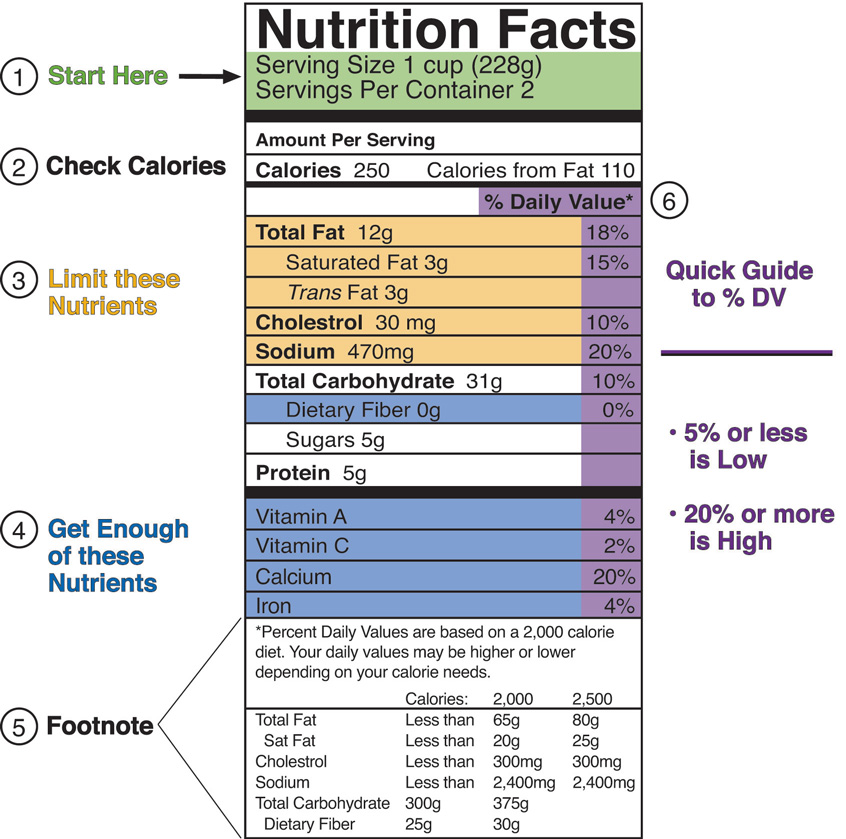 Nutrition Facts
1 Start Here
Serving Size 1 cup (228g)
Servings Per Container 2
Amount Per Serving
2 Check Calories
Calories 250 Calories from Fat 110
% Daily Value*
6
Quick Guide
to % DV
• 5% or less
is Low
• 20% or more
is High
3 Limit these
Nutrients
Total Fat 12g 18%
Saturated Fat 3g 15%
Trans Fat 3g
Cholestrol 30 mg 10%
Sodium 470mg 20%
Total Carbohydrate 31g 10%
Dietary Fiber 0g 0%
Sugars 5g
Protein 5g
4 Get Enough
of these
Nutrients
Vitamin A 4%
Vitamin C 2%
Calcium 20%
Iron 4%
5 Footnote
*Percent Daily Values are based on a 2,000 calorie
diet. Your daily values may be higher or lower
depending on your calorie needs.
Calories: 2,000 2,500
Total Fat Less than 65g 80g
Sat Fat Less than 20g 25g
Cholestrol Less than 300mg 300mg
Sodium Less than 2,400mg 2,400mg
Total Carbohydrate 300g 375g
Dietary Fiber 25g 30g